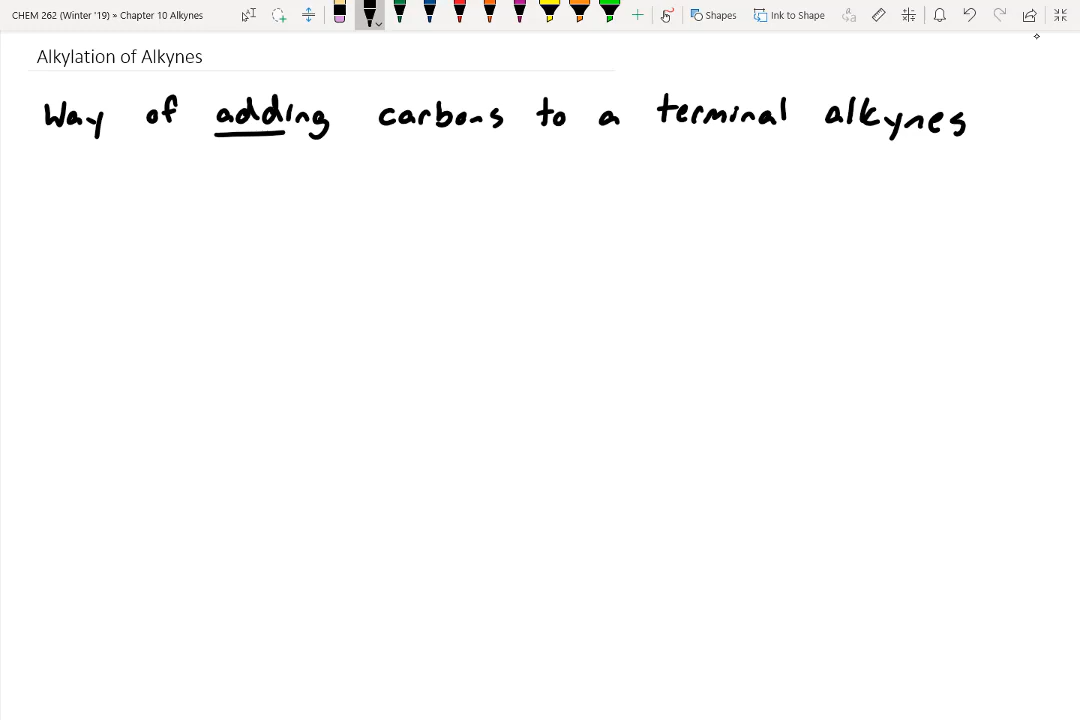 CHEM 262 (Winter '19) » Chapter 10 Alkynes
Shapes
Ink to Shape
Alkylation of Alkynes
Way of adding carbons to a terminal alkynes